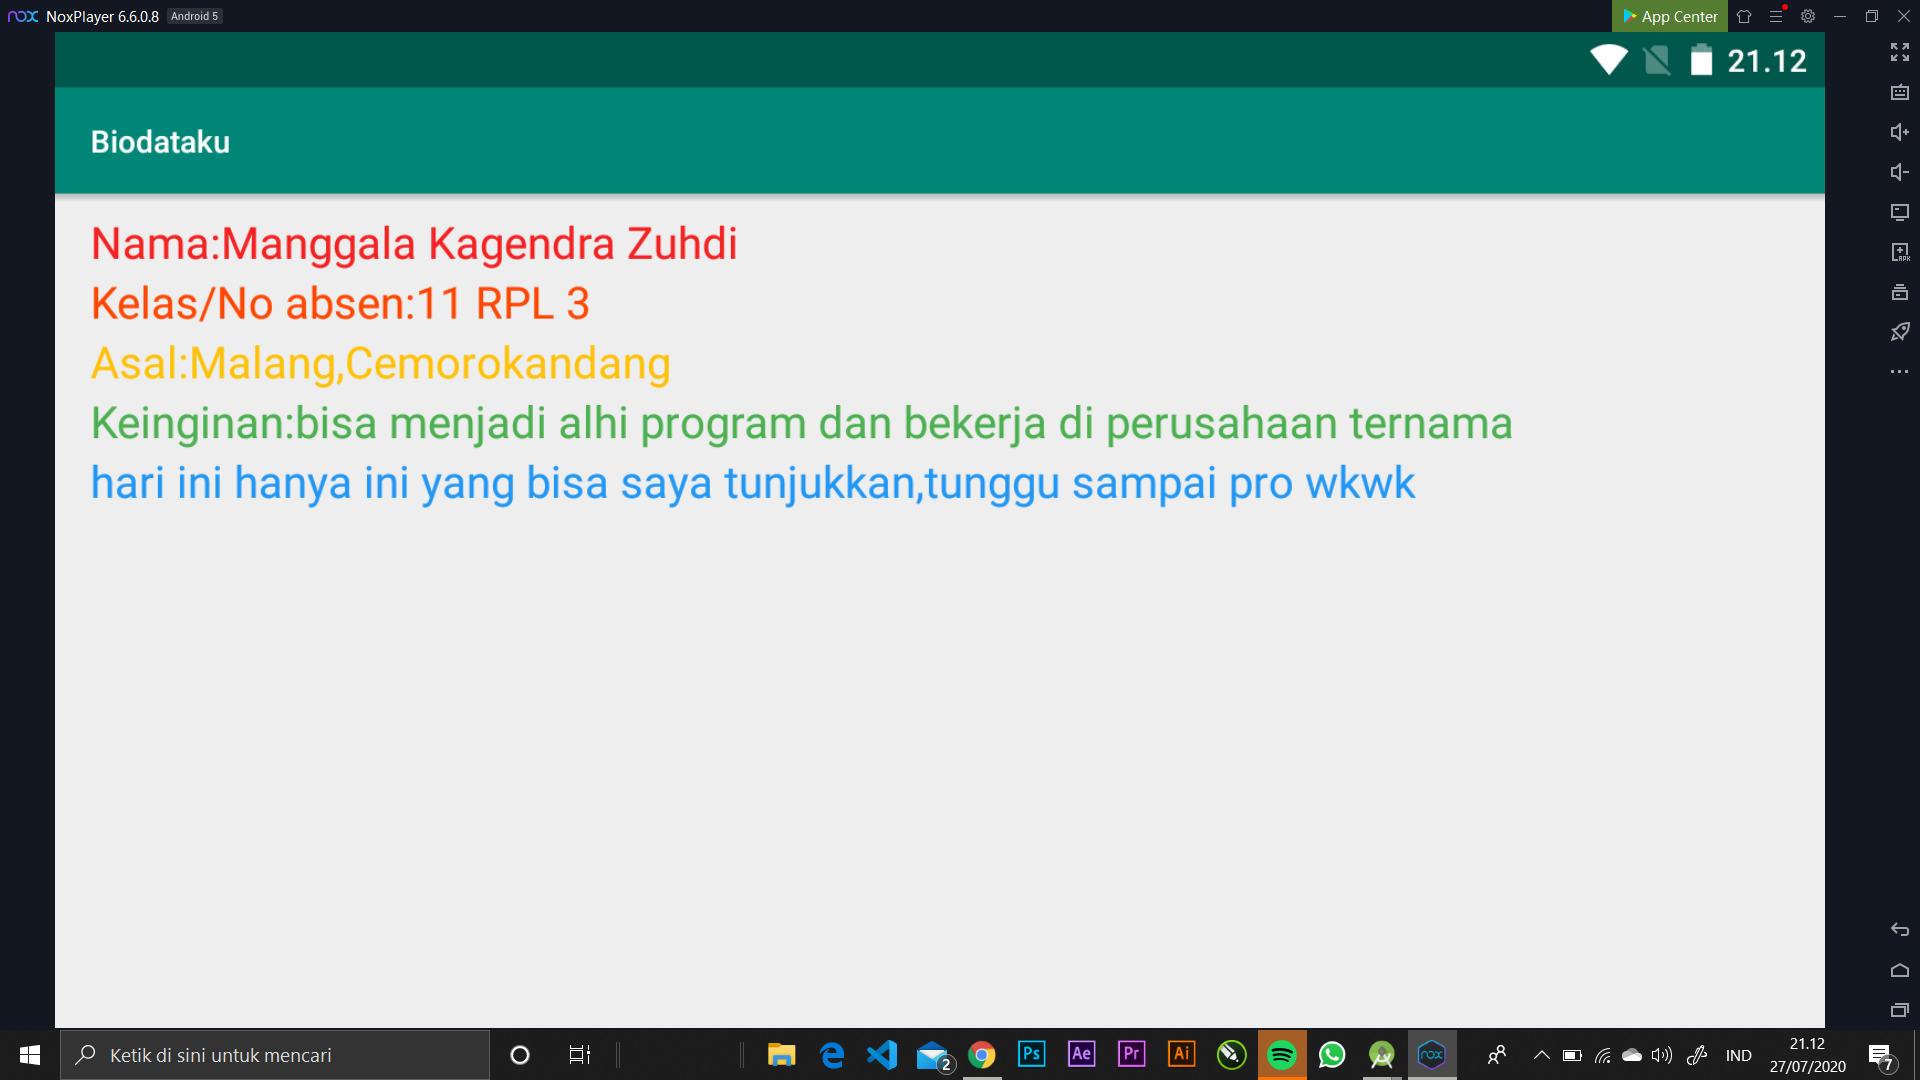 nox NoxPlayer 6.6.0.8 Android 5 App Center
21.12
Biodataku
Nama:Manggala Kagendra Zuhdi
Kelas/No absen:11 RPL 3
Asal:Malang,Cemorokandang
Keinginan:bisa menjadi alhi program dan bekerja di perusahaan ternama
hari ini hanya ini yang bisa saya tunjukkan,tunggu sampai pro wkwk
Ketik di sini untuk mencari
2
Ps Ae Pr Ai
nox
IND
21.12
27/07/2020
7